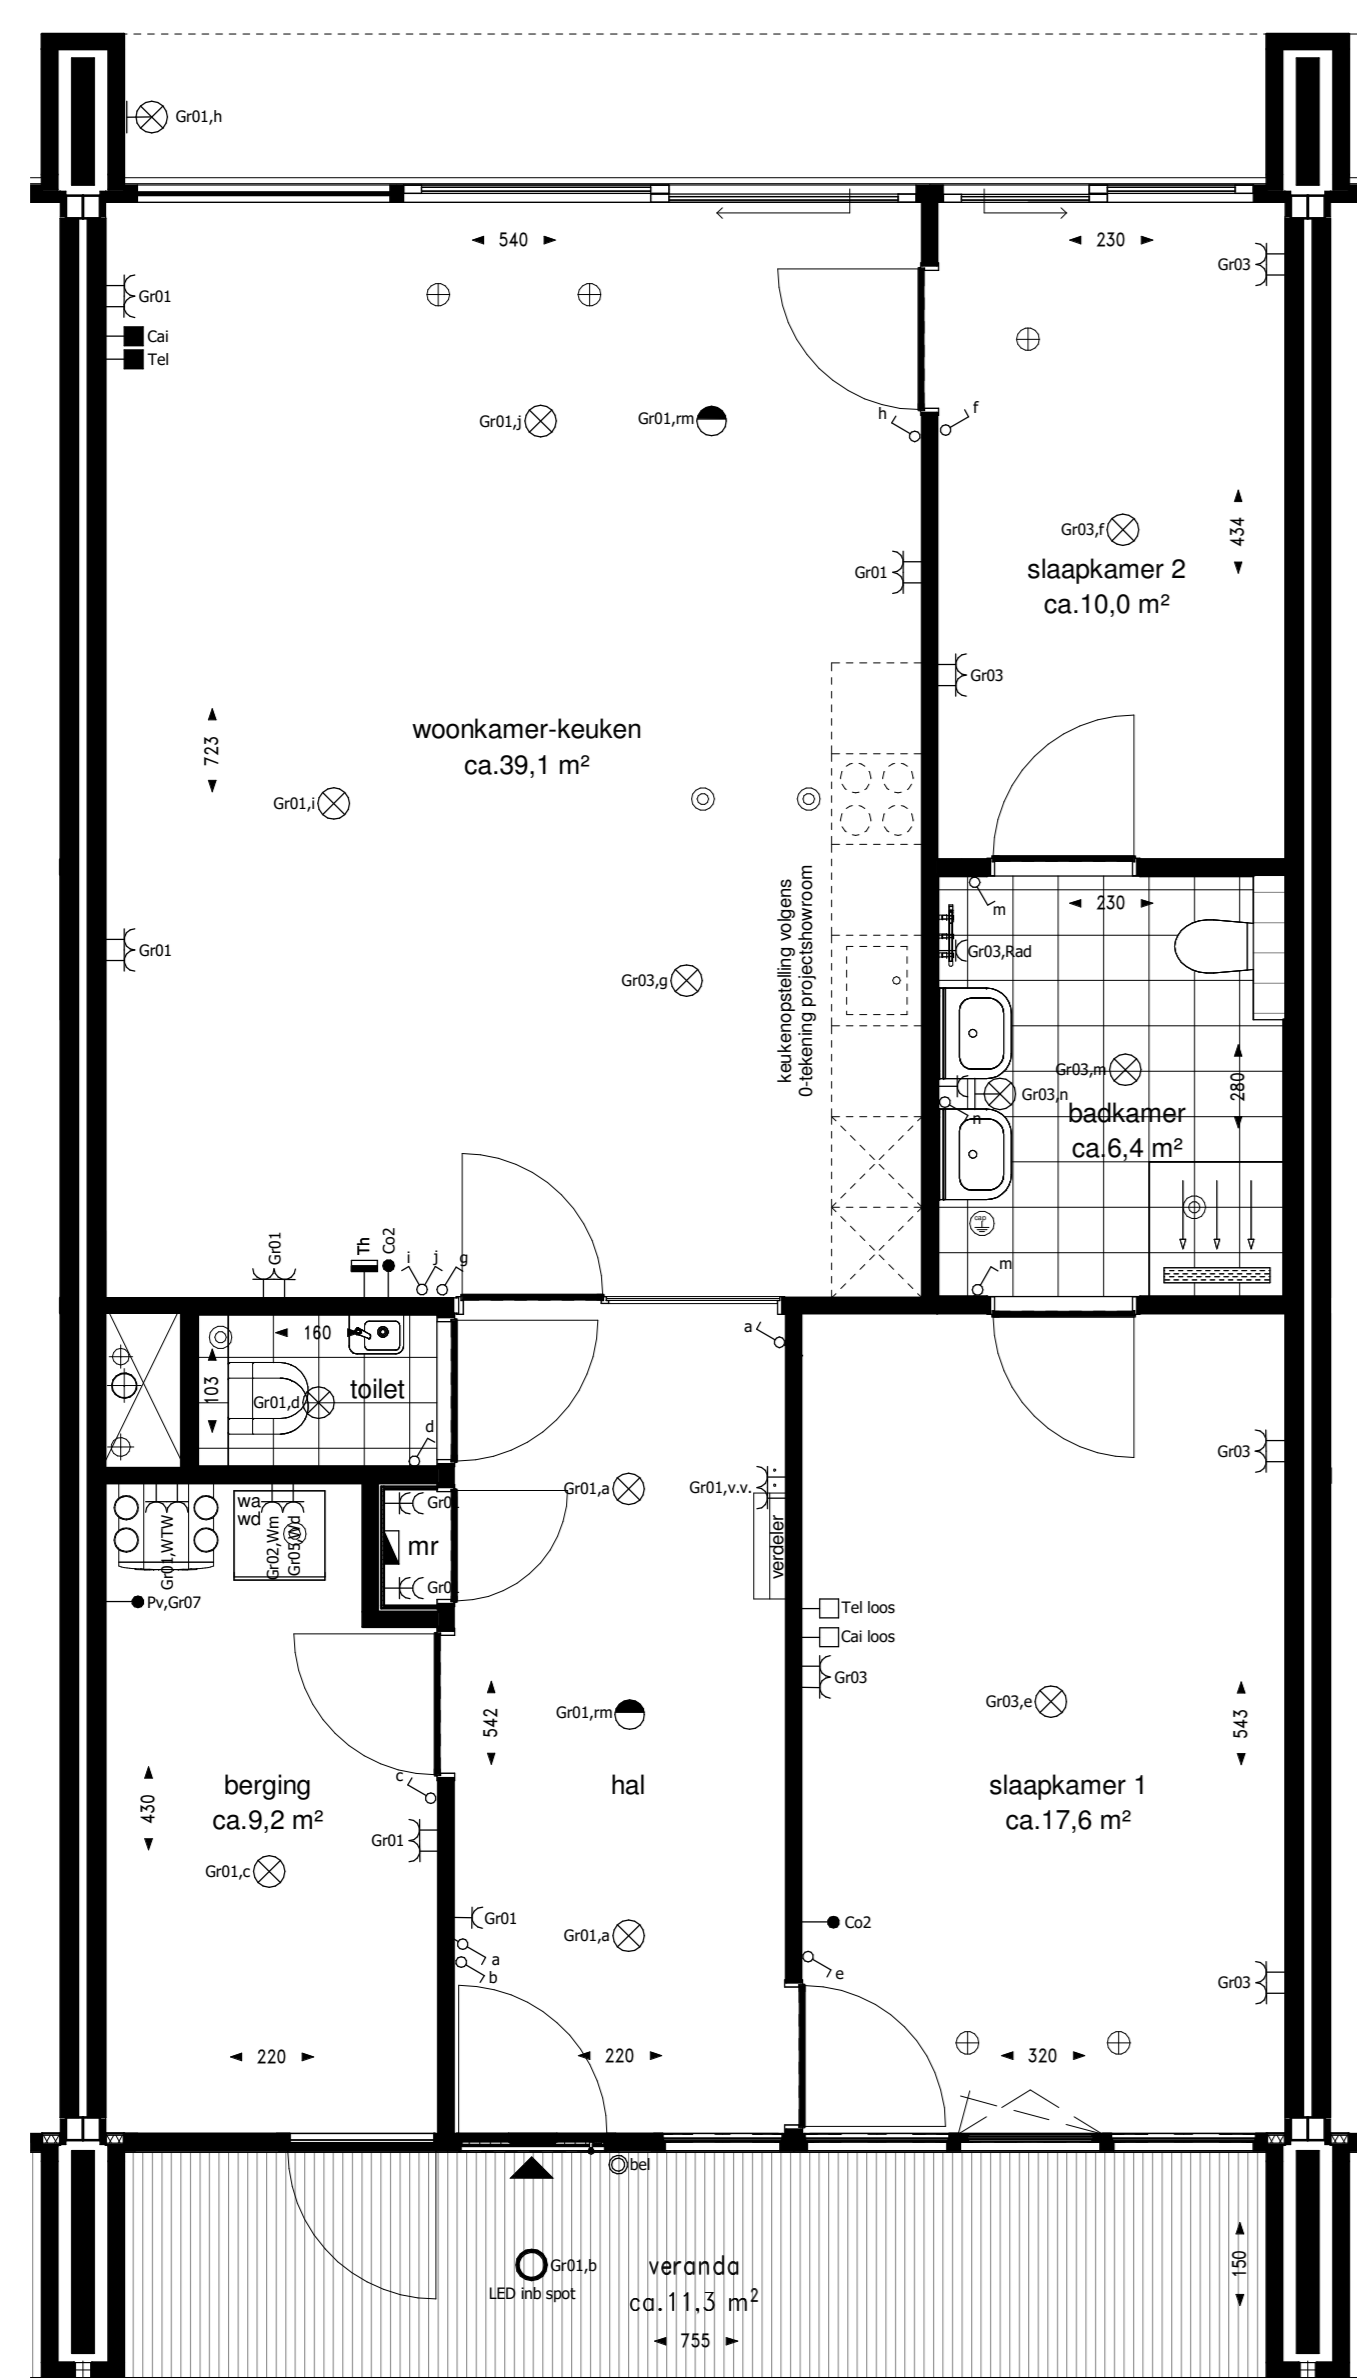 Gr01,h
540
230
Gr03
Gr01
Cai
Tel
Gr01,j
Gr01,rm
h
f
Gr03,f
434
Gr01
slaapkamer 2
ca.10,0 m²
Gr03
723
woonkamer-keuken
ca.39,1 m²
Gr01,i
keukenopstelling volgens
0-tekening projectshowroom
m
230
Gr01
Gr03,Rad
Gr03,g
Gr03,m
280
Gr03,n
n
badkamer
ca.6,4 m²
cap
Gr01
Th
Co2
i
j
g
m
160
a
103
toilet
Gr01,d
d
Gr03
Gr01,a
Gr01,v.v.
wa
wd
Gr01,WTW
Gr02,Wm
Gr05,Wd
Gr01
mr
Gr01
verdeler
Pv,Gr07
Tel loos
Cai loos
Gr03
Gr03,e
Gr01,rm
542
543
c
berging
ca.9,2 m²
hal
slaapkamer 1
ca.17,6 m²
430
Gr01
Gr01,c
Gr01
Gr01,a
Co2
a
b
e
Gr03
220
220
320
bel
Gr01,b
LED inb spot
veranda
ca.11,3 m²
150
755